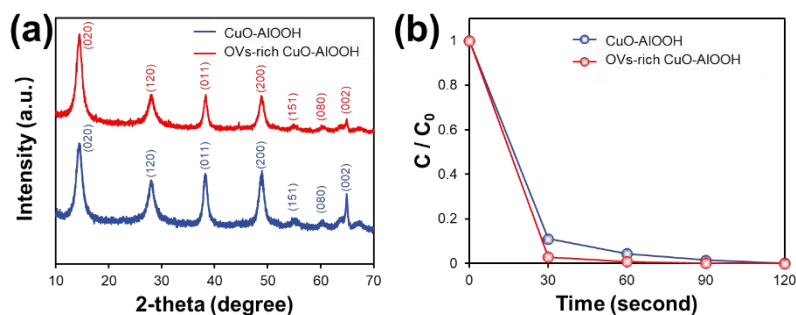 (a)
CuO-AlOOH
OVs-rich CuO-AlOOH
(020)
(120)
(011)
(200)
(151)
(080)
(002)
(020)
(120)
(011)
(200)
(151)
(080)
(002)
Intensity (a.u.)
10 20 30 40 50 60 70
2-theta (degree)
(b)
CuO-AlOOH
OVs-rich CuO-AlOOH
C / C0
1
0.8
0.6
0.4
0.2
0
0 30 60 90 120
Time (second)